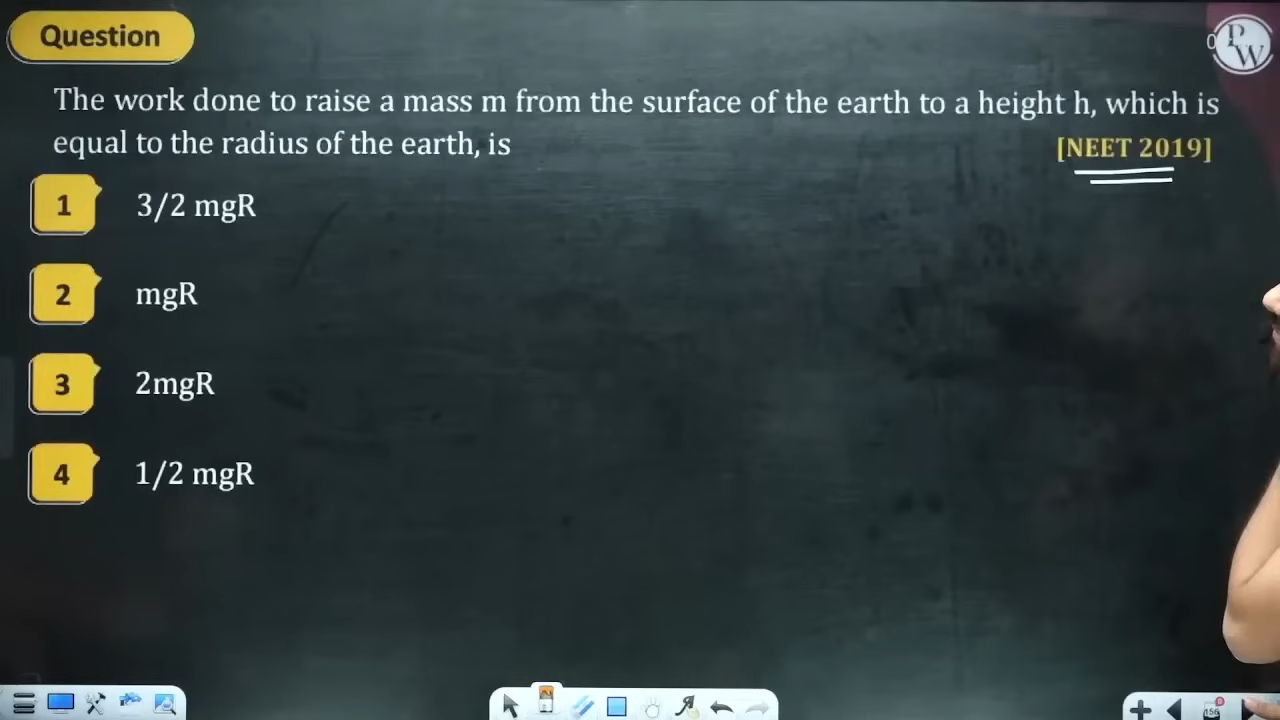 Question
PW
The work done to raise a mass m from the surface of the earth to a height h, which is
equal to the radius of the earth, is
[NEET 2019]
1 3/2 mgR
2 mgR
3 2mgR
4 1/2 mgR
156